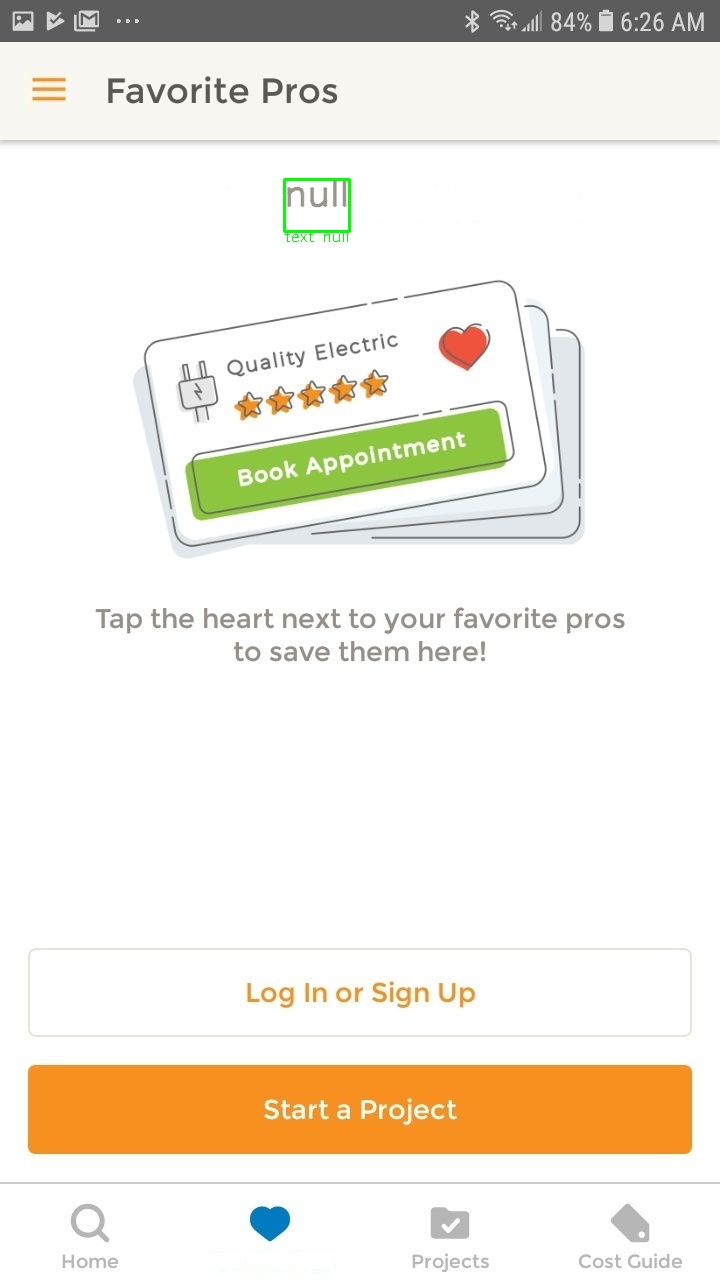 84% 6:26 AM
Favorite Pros
null
text null
Quality Electric
Book Appointment
Tap the heart next to your favorite pros
to save them here!
Log In or Sign Up
Start a Project
Home
Projects
Cost Guide